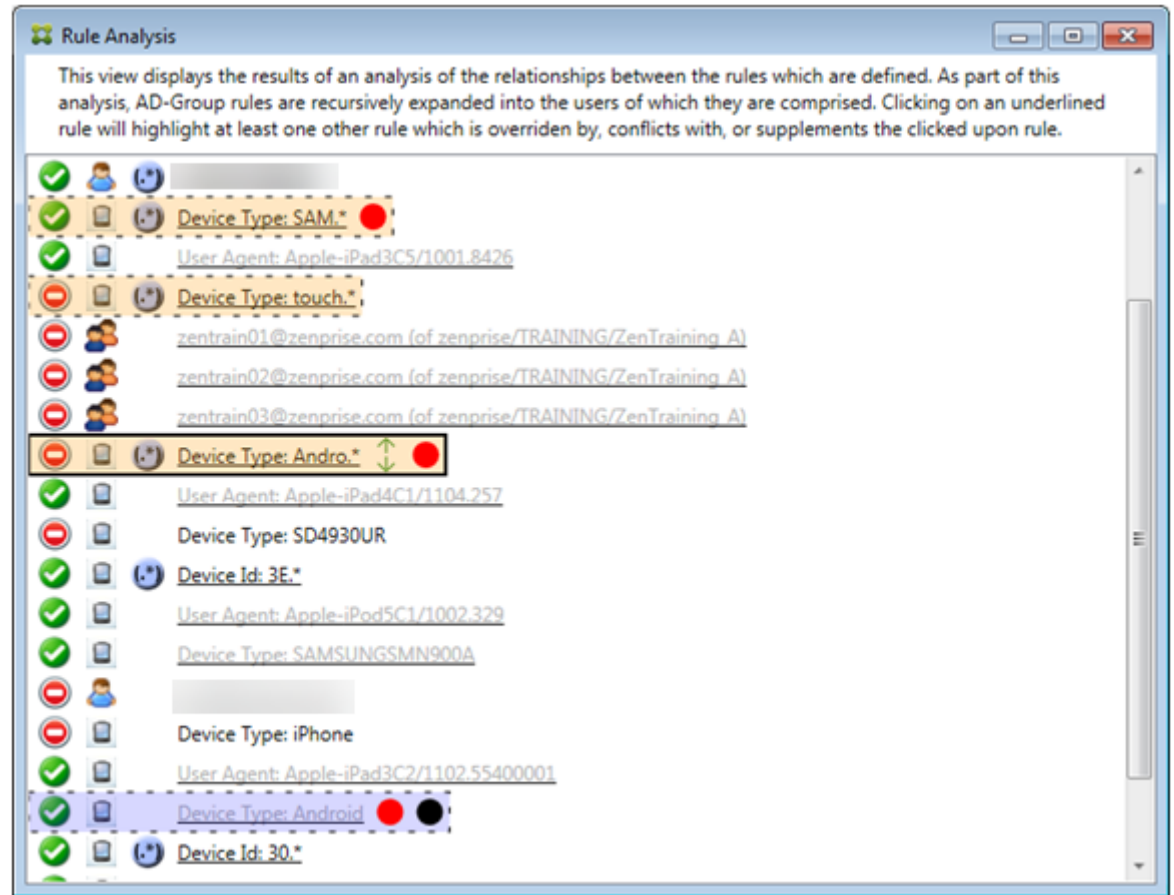 Rule Analysis
This view displays the results of an analysis of the relationships between the rules which are defined. As part of this
analysis, AD-Group rules are recursively expanded into the users of which they are comprised. Clicking on an underlined
rule will highlight at least one other rule which is overriden by, conflicts with, or supplements the clicked upon rule.
(.*)
(.*) Device Type: SAM.*
User Agent: Apple-iPad3C5/1001.8426
(.*) Device Type: touch.*
zentrain01@zenprise.com (of zenprise/TRAINING/ZenTraining_A)
zentrain02@zenprise.com (of zenprise/TRAINING/ZenTraining_A)
zentrain03@zenprise.com (of zenprise/TRAINING/ZenTraining_A)
(.*) Device Type: Andro.*
User Agent: Apple-iPad4C1/1104.257
Device Type: SD4930UR
(.*) Device Id: 3E.*
User Agent: Apple-iPod5C1/1002.329
Device Type: SAMSUNGSMN900A
Device Type: iPhone
User Agent: Apple-iPad3C2/1102.55400001
Device Type: Android
(.*) Device Id: 30.*